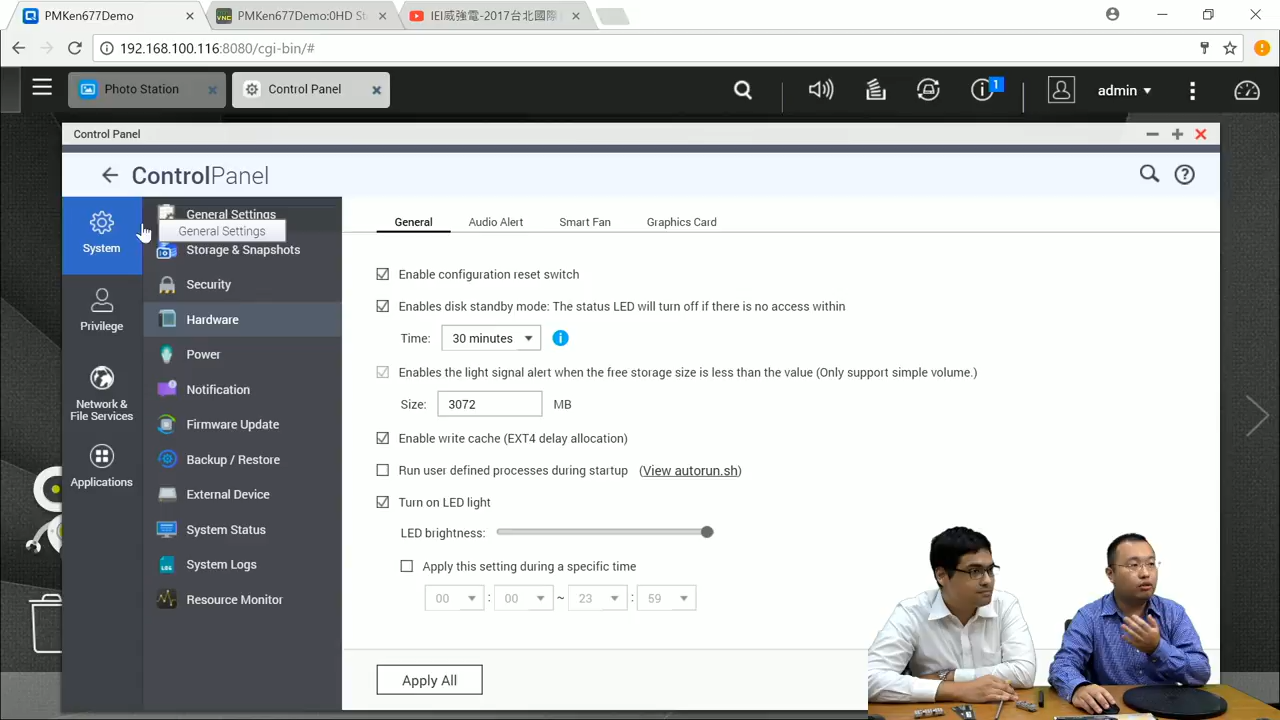 PMKen677Demo
PMKen677Demo:0HD St
IEI威強電-2017台北國際
192.168.100.116:8080/cgi-bin/#
Photo Station
Control Panel
1
admin
Control Panel
ControlPanel
System
Privilege
Network &
File Services
Applications
General Settings
General Settings
Storage & Snapshots
Security
Hardware
Power
Notification
Firmware Update
Backup / Restore
External Device
System Status
System Logs
Resource Monitor
General Audio Alert Smart Fan Graphics Card
Enable configuration reset switch
Enables disk standby mode: The status LED will turn off if there is no access within
Time: 30 minutes
Enables the light signal alert when the free storage size is less than the value (Only support simple volume.)
Size: 3072 MB
Enable write cache (EXT4 delay allocation)
Run user defined processes during startup (View autorun.sh)
Turn on LED light
LED brightness:
Apply this setting during a specific time
00 : 00 ~ 23 : 59
Apply All